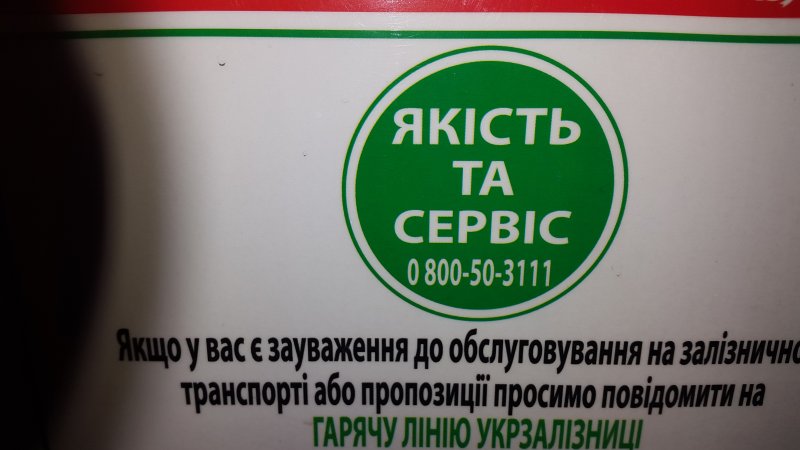 ЯКІСТЬ
ТА
СЕРВІС
0 800-50-3111
Якщо у вас є зауваження до обслуговування на залізнично
транспорті або пропозиції просимо повідомити на
ГАРЯЧУ ЛІНІЮ УКРЗАЛІЗНИЦІ